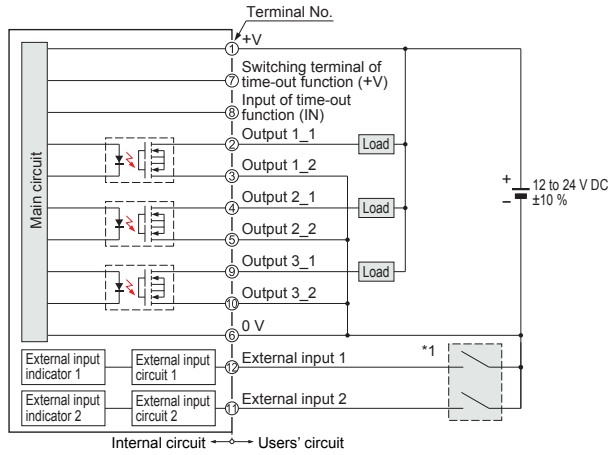 Terminal No.
① +V
⑦ Switching terminal of
time-out function (+V)
⑧ Input of time-out
function (IN)
② Output 1_1
Load
③ Output 1_2
④ Output 2_1
Load
⑤ Output 2_2
⑨ Output 3_1
Load
⑩ Output 3_2
⑥ 0 V
Main circuit
+
−
12 to 24 V DC
±10 %
External input
indicator 1
External input
circuit 1
⑫ External input 1
*1
External input
indicator 2
External input
circuit 2
⑪ External input 2
Internal circuit
Users' circuit